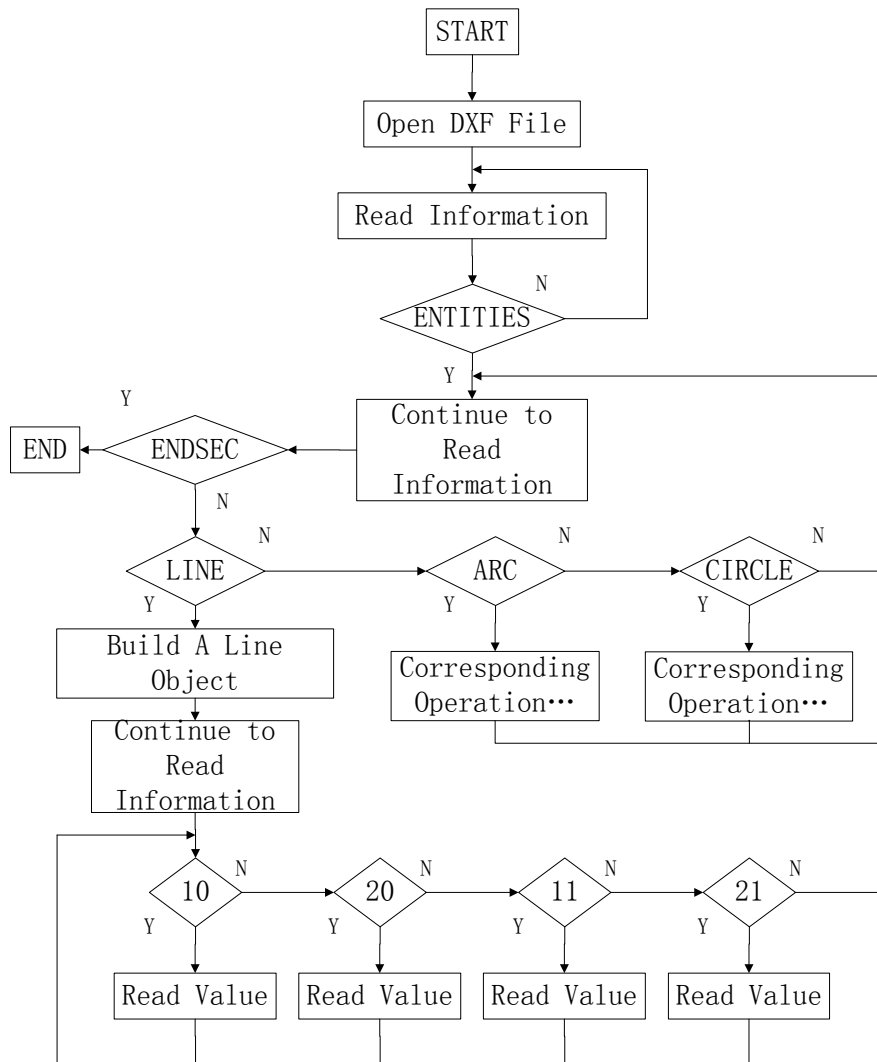 START
Open DXF File
Read Information
N
ENTITIES
Y
Continue to
Read
Information
Y
ENDSEC
END
N
LINE
N
ARC
N
CIRCLE
N
Y
Y
Y
Build A Line
Object
Corresponding
Operation…
Corresponding
Operation…
Continue to
Read
Information
10
N
20
N
11
N
21
N
Y
Y
Y
Y
Read Value
Read Value
Read Value
Read Value